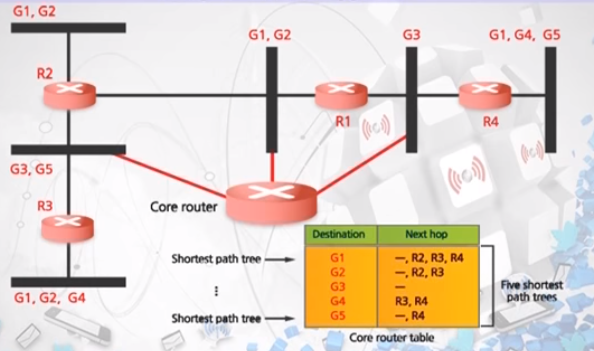 G1, G2
G1, G2
G3
G1, G4, G5
R2
R1
R4
G3, G5
R3
Core router
G1, G2, G4
Destination Next hop
Shortest path tree G1 —, R2, R3, R4
G2 —, R2, R3
G3 —
G4 R3, R4
Shortest path tree G5 —, R4
Five shortest
path trees
Core router table